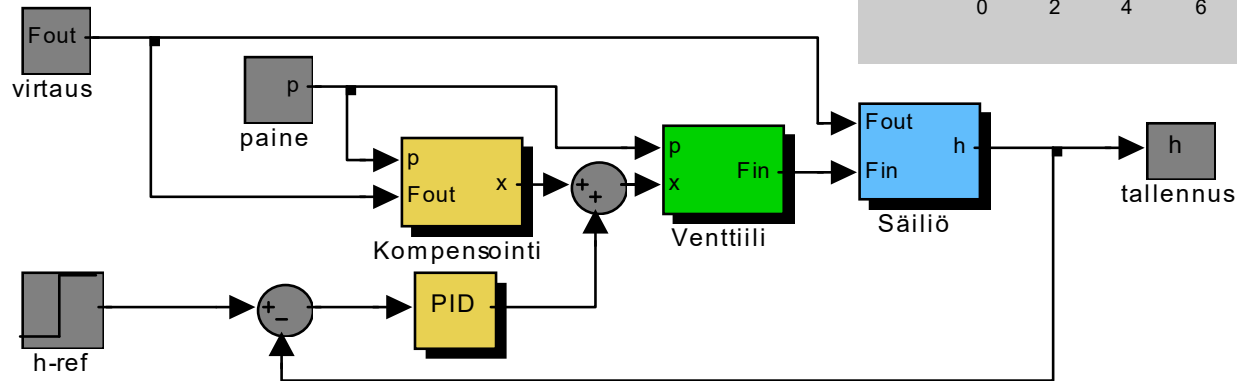 0 2 4 6
Fout
virtaus
p
paine
p
Fout
x
Kompensointi
+
+
p
x
Fin
Venttiili
Fout
Fin
h
Säiliö
h
tallennus
h-ref
+
−
PID